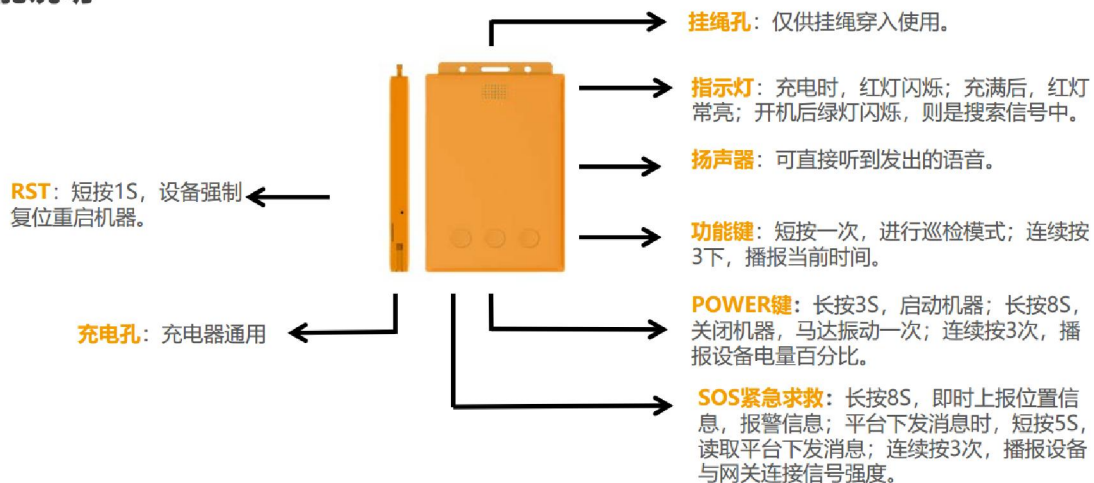 挂绳孔：仅供挂绳穿入使用。
指示灯：充电时，红灯闪烁；充满后，红灯
常亮；开机后绿灯闪烁，则是搜索信号中。
扬声器：可直接听到发出的语音。
RST：短按1S，设备强制
复位重启机器。
功能键：短按一次，进行巡检模式；连续按
3下，播报当前时间。
POWER键：长按3S，启动机器；长按8S，
关闭机器，马达振动一次；连续按3次，播
报设备电量百分比。
充电孔：充电器通用
SOS紧急求救：长按8S，即时上报位置信
息，报警信息；平台下发消息时，短按5S，
读取平台下发消息；连续按3次，播报设备
与网关连接信号强度。